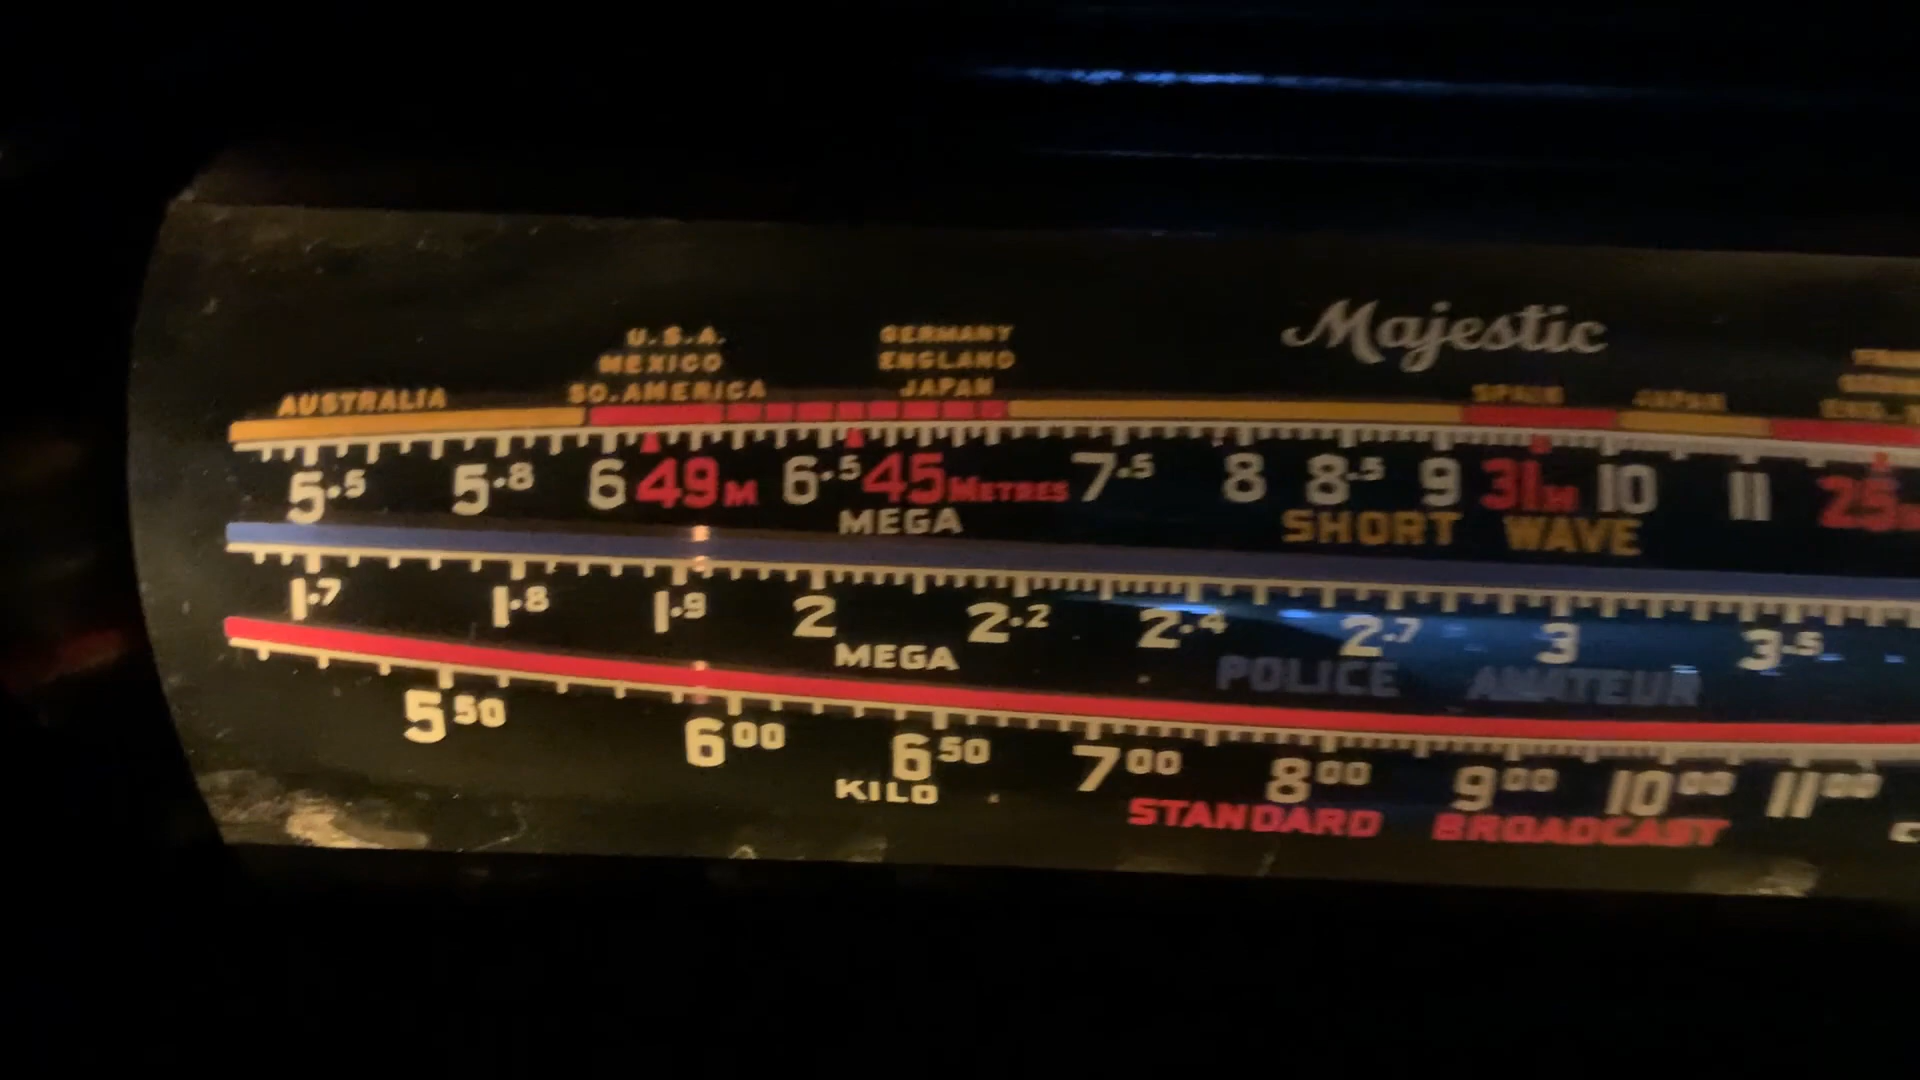 Majestic
U.S.A. GERMANY
MEXICO ENGLAND
AUSTRALIA SO.AMERICA JAPAN SPAIN JAPAN
5.5 5.8 6 49M 6.5 45 METRES 7.5 8 8.5 9 31M 10 11 25
MEGA SHORT WAVE
1.7 1.8 1.9 2 2.2 2.4 2.7 3 3.5
MEGA POLICE AMATEUR
550 600 650 700 800 900 1000 1100
KILO STANDARD BROADCAST